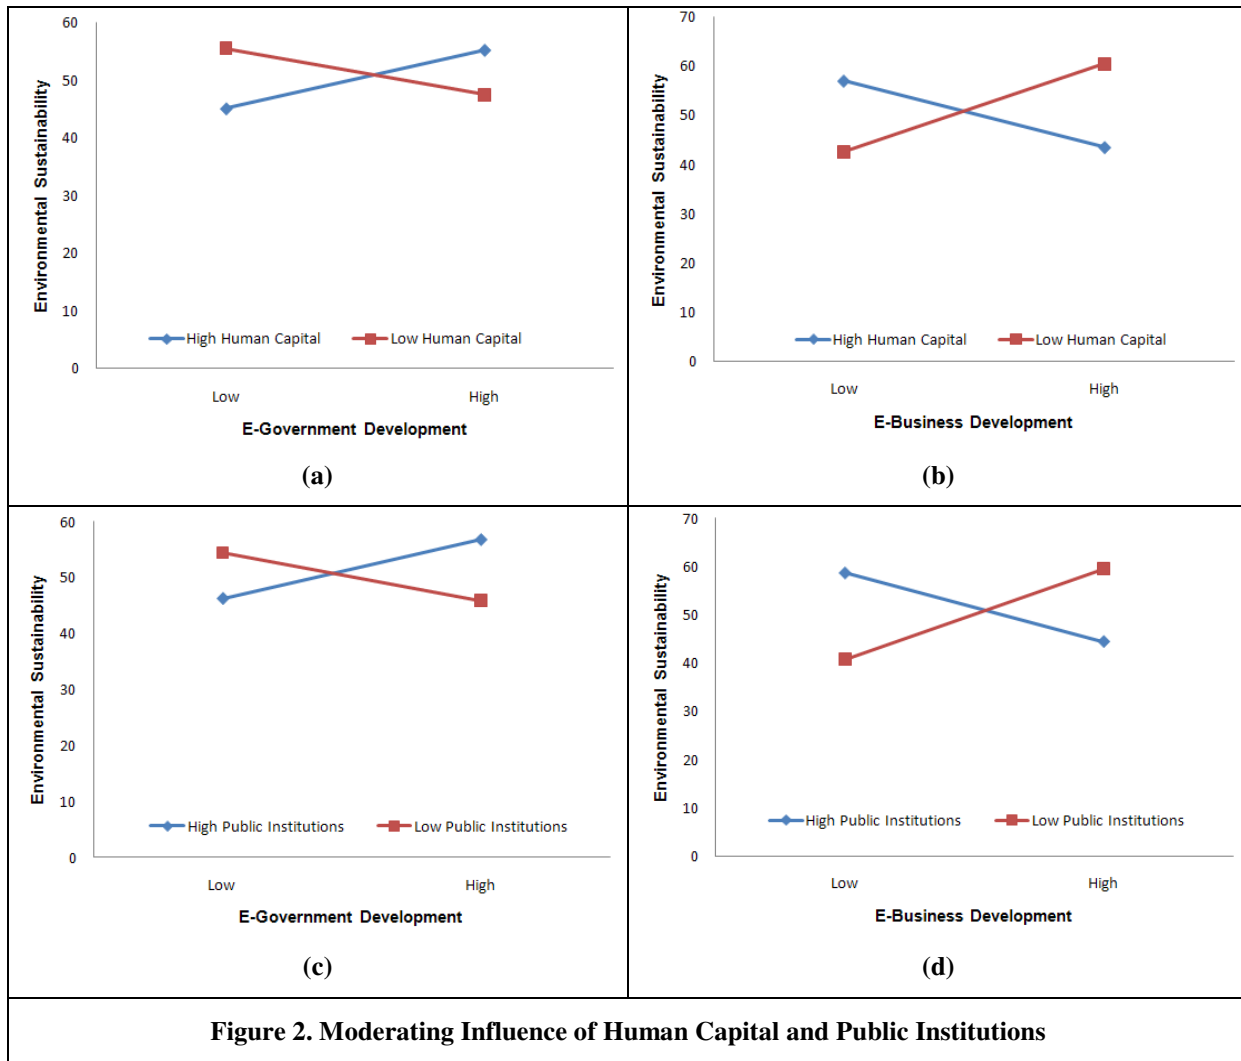 60
50
40
30
20
10
0
Environmental Sustainability
High Human Capital
Low Human Capital
Low
High
E-Government Development
(a)
70
60
50
40
30
20
10
0
Environmental Sustainability
High Human Capital
Low Human Capital
Low
High
E-Business Development
(b)
60
50
40
30
20
10
0
Environmental Sustainability
High Public Institutions
Low Public Institutions
Low
High
E-Government Development
(c)
70
60
50
40
30
20
10
0
Environmental Sustainability
High Public Institutions
Low Public Institutions
Low
High
E-Business Development
(d)
Figure 2. Moderating Influence of Human Capital and Public Institutions